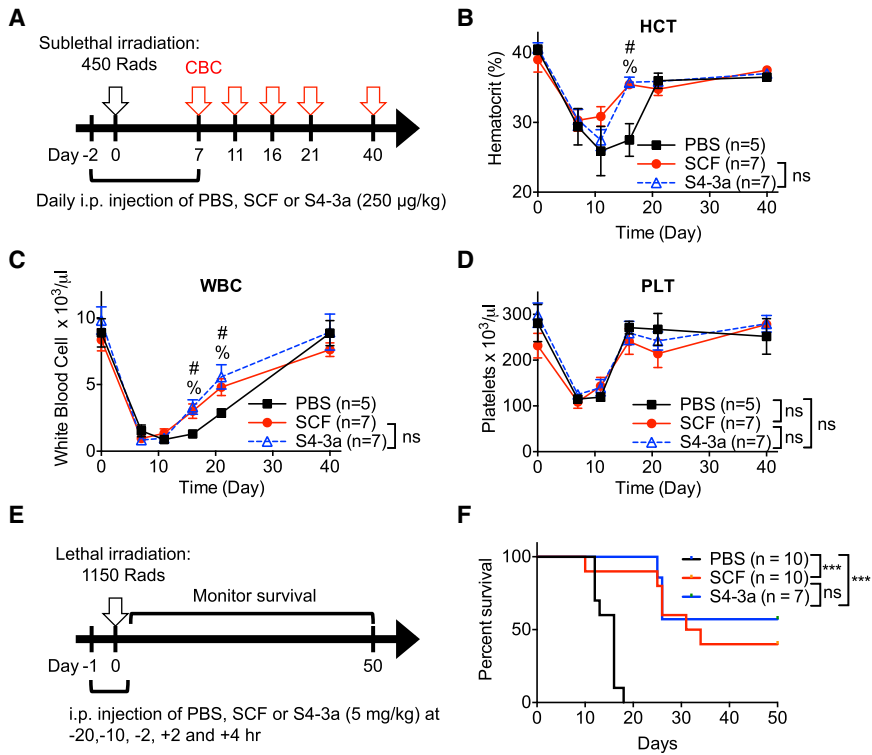 A
Sublethal irradiation:
450 Rads
CBC
Day -2 0 7 11 16 21 40
Daily i.p. injection of PBS, SCF or S4-3a (250 µg/kg)
B
HCT
Hematocrit (%)
40
30
20
#
%
PBS (n=5)
SCF (n=7)
S4-3a (n=7)
ns
0 10 20 30 40
Time (Day)
C
WBC
White Blood Cell x 10³/µl
10
5
0
#
%
#
%
PBS (n=5)
SCF (n=7)
S4-3a (n=7)
ns
0 10 20 30 40
Time (Day)
D
PLT
Platelets x 10³/µl
300
200
100
0
PBS (n=5)
SCF (n=7)
S4-3a (n=7)
ns
ns
ns
0 10 20 30 40
Time (Day)
E
Lethal irradiation:
1150 Rads
Monitor survival
Day -1 0 50
i.p. injection of PBS, SCF or S4-3a (5 mg/kg) at
-20,-10, -2, +2 and +4 hr
F
Percent survival
100
50
0
PBS (n = 10)
SCF (n = 10)
S4-3a (n = 7)
***
ns
***
0 10 20 30 40 50
Days